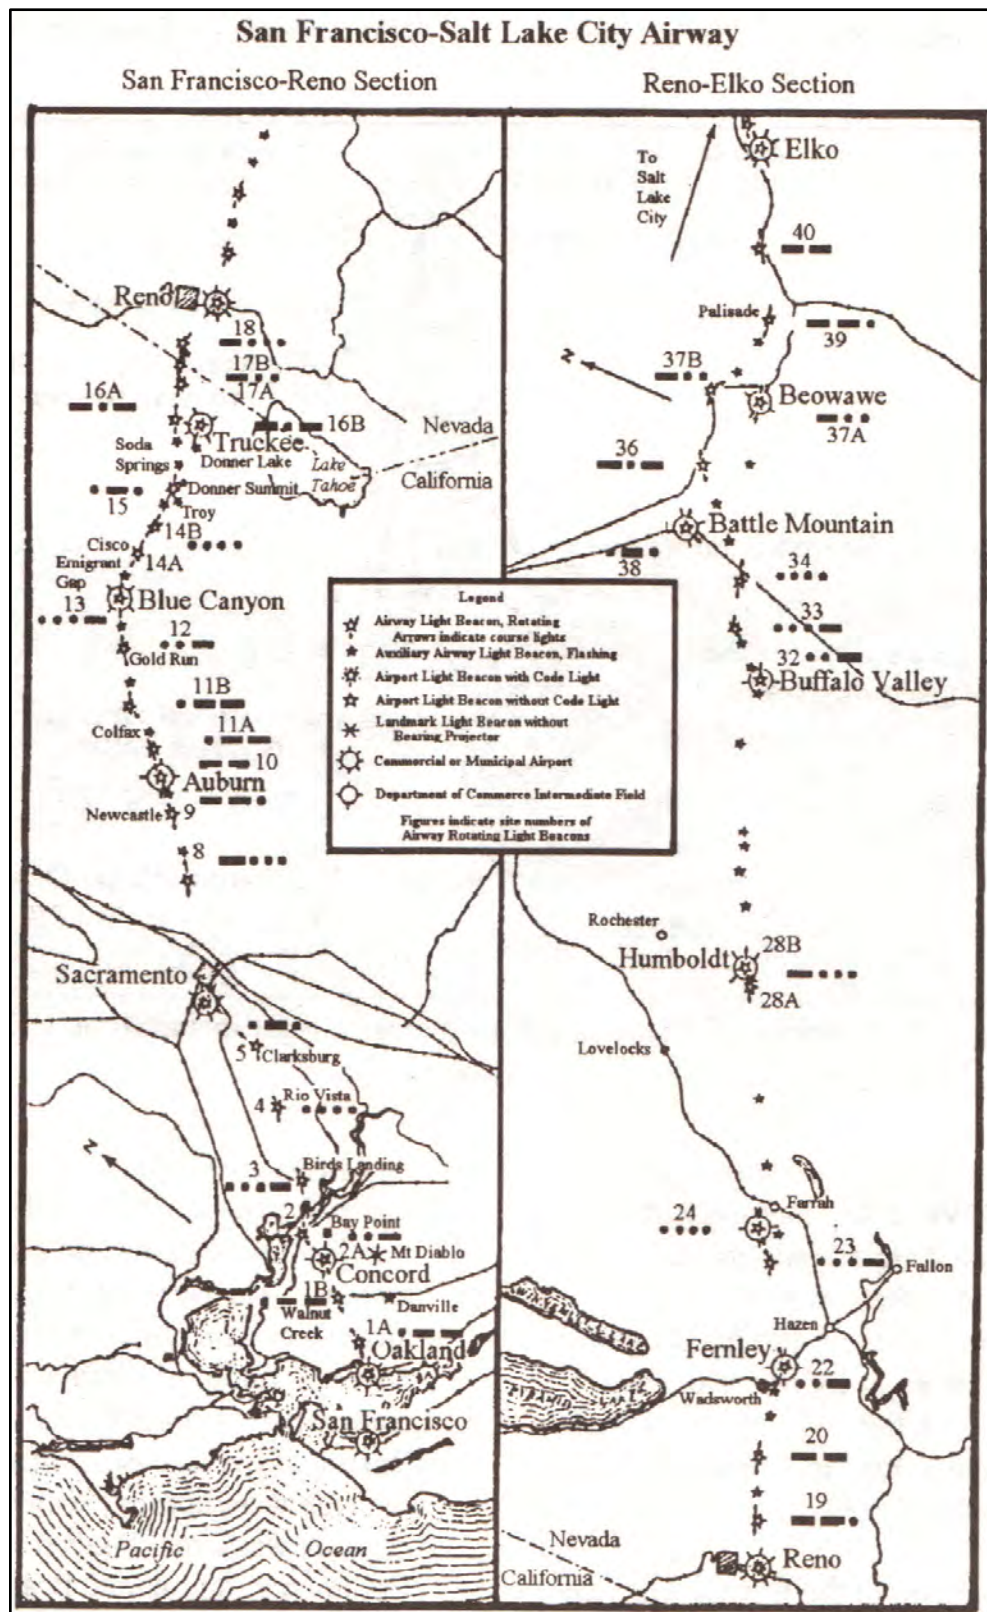 San Francisco-Salt Lake City Airway
San Francisco-Reno Section
Reno
18
17B
17A
16A
16B
Truckee
Nevada
Soda
Springs
Donner Lake
Lake
Tahoe
California
Donner Summit
15
Troy
14B
Cisco
14A
Emigrant
Gap
13
Blue Canyon
12
Gold Run
11B
Colfax
11A
10
Auburn
Newcastle
9
8
Sacramento
5
Clarksburg
Rio Vista
4
N
3
Birds Landing
2
Bay Point
2A
Mt Diablo
Concord
1B
Danville
Walnut
Creek
1A
Oakland
San Francisco
Pacific
Ocean
Legend
Airway Light Beacon, Rotating
Arrows indicate course lights
Auxiliary Airway Light Beacon, Flashing
Airport Light Beacon with Code Light
Airport Light Beacon without Code Light
Landmark Light Beacon without
Bearing Projector
Commercial or Municipal Airport
Department of Commerce Intermediate Field
Figures indicate site numbers of
Airway Rotating Light Beacons
Reno-Elko Section
Elko
To
Salt
Lake
City
40
Palisade
39
N
37B
Beowawe
37A
36
Battle Mountain
38
34
33
32
Buffalo Valley
Rochester
Humboldt
28B
28A
Lovelocks
Farrah
24
23
Fallon
Hazen
Fernley
22
Wadsworth
20
19
Nevada
Reno
California